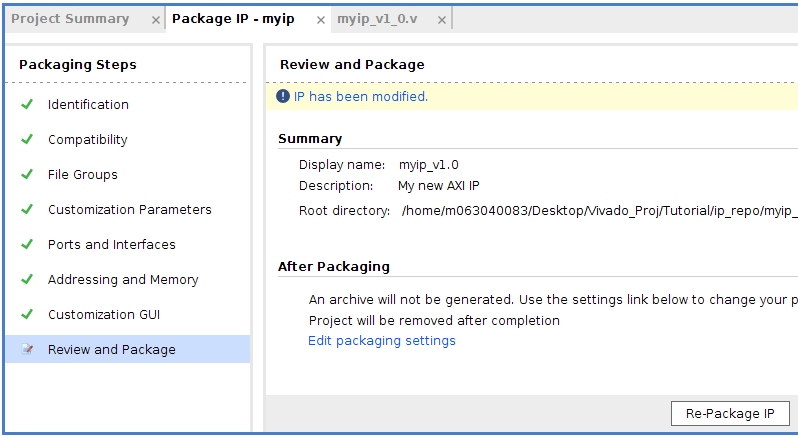 Project Summary
Package IP - myip
myip_v1_0.v
Packaging Steps
Identification
Compatibility
File Groups
Customization Parameters
Ports and Interfaces
Addressing and Memory
Customization GUI
Review and Package
Review and Package
IP has been modified.
Summary
Display name: myip_v1.0
Description: My new AXI IP
Root directory: /home/m063040083/Desktop/Vivado_Proj/Tutorial/ip_repo/myip_
After Packaging
An archive will not be generated. Use the settings link below to change your p
Project will be removed after completion
Edit packaging settings
Re-Package IP